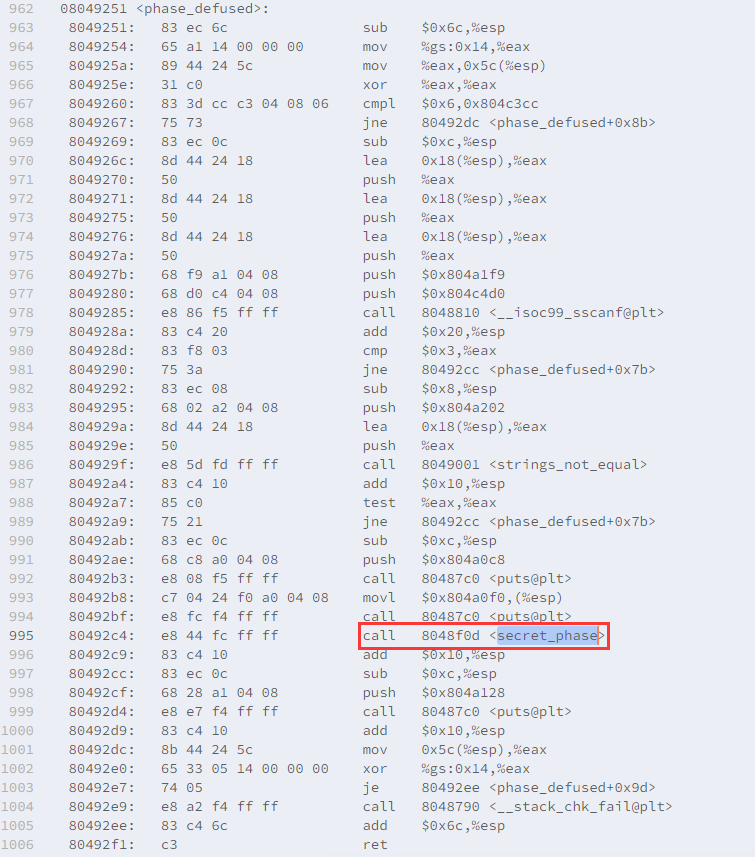 962 08049251 <phase_defused>:
963 8049251: 83 ec 6c sub $0x6c,%esp
964 8049254: 65 a1 14 00 00 00 mov %gs:0x14,%eax
965 804925a: 89 44 24 5c mov %eax,0x5c(%esp)
966 804925e: 31 c0 xor %eax,%eax
967 8049260: 83 3d cc c3 04 08 06 cmpl $0x6,0x804c3cc
968 8049267: 75 73 jne 80492dc <phase_defused+0x8b>
969 8049269: 83 ec 0c sub $0xc,%esp
970 804926c: 8d 44 24 18 lea 0x18(%esp),%eax
971 8049270: 50 push %eax
972 8049271: 8d 44 24 18 lea 0x18(%esp),%eax
973 8049275: 50 push %eax
974 8049276: 8d 44 24 18 lea 0x18(%esp),%eax
975 804927a: 50 push %eax
976 804927b: 68 f9 a1 04 08 push $0x804a1f9
977 8049280: 68 d0 c4 04 08 push $0x804c4d0
978 8049285: e8 86 f5 ff ff call 8048810 <__isoc99_sscanf@plt>
979 804928a: 83 c4 20 add $0x20,%esp
980 804928d: 83 f8 03 cmp $0x3,%eax
981 8049290: 75 3a jne 80492cc <phase_defused+0x7b>
982 8049292: 83 ec 08 sub $0x8,%esp
983 8049295: 68 02 a2 04 08 push $0x804a202
984 804929a: 8d 44 24 18 lea 0x18(%esp),%eax
985 804929e: 50 push %eax
986 804929f: e8 5d fd ff ff call 8049001 <strings_not_equal>
987 80492a4: 83 c4 10 add $0x10,%esp
988 80492a7: 85 c0 test %eax,%eax
989 80492a9: 75 21 jne 80492cc <phase_defused+0x7b>
990 80492ab: 83 ec 0c sub $0xc,%esp
991 80492ae: 68 c8 a0 04 08 push $0x804a0c8
992 80492b3: e8 08 f5 ff ff call 80487c0 <puts@plt>
993 80492b8: c7 04 24 f0 a0 04 08 movl $0x804a0f0,(%esp)
994 80492bf: e8 fc f4 ff ff call 80487c0 <puts@plt>
995 80492c4: e8 44 fc ff ff call 8048f0d <secret_phase>
996 80492c9: 83 c4 10 add $0x10,%esp
997 80492cc: 83 ec 0c sub $0xc,%esp
998 80492cf: 68 28 a1 04 08 push $0x804a128
999 80492d4: e8 e7 f4 ff ff call 80487c0 <puts@plt>
1000 80492d9: 83 c4 10 add $0x10,%esp
1001 80492dc: 8b 44 24 5c mov 0x5c(%esp),%eax
1002 80492e0: 65 33 05 14 00 00 00 xor %gs:0x14,%eax
1003 80492e7: 74 05 je 80492ee <phase_defused+0x9d>
1004 80492e9: e8 a2 f4 ff ff call 8048790 <__stack_chk_fail@plt>
1005 80492ee: 83 c4 6c add $0x6c,%esp
1006 80492f1: c3 ret